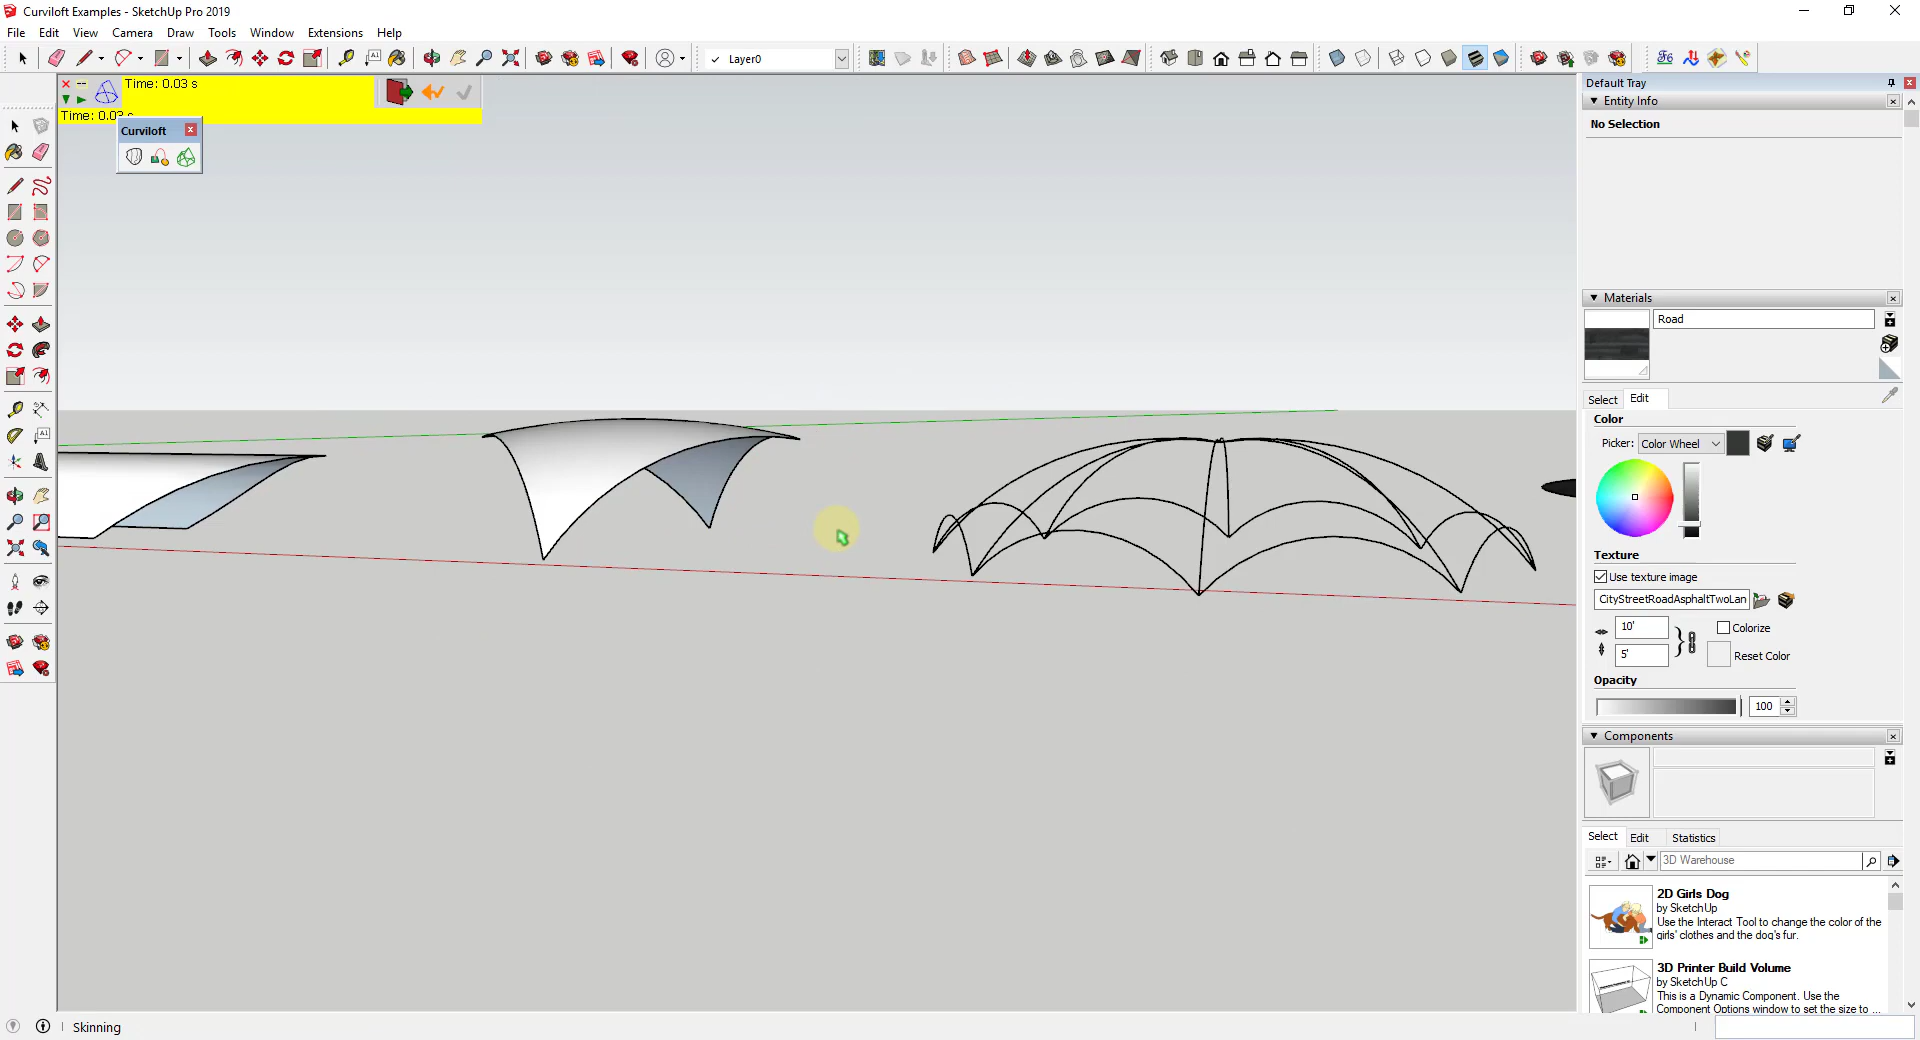 Curviloft Examples - SketchUp Pro 2019
File Edit View Camera Draw Tools Window Extensions Help
Layer0
Time: 0.03 s
Time: 0.03 s
Curviloft
Default Tray
Entity Info
No Selection
Materials
Road
Select Edit
Color
Picker: Color Wheel
Texture
Use texture image
CityStreetRoadAsphaltTwoLan
10'
Colorize
5'
Reset Color
Opacity
100
Components
Select Edit Statistics
3D Warehouse
2D Girls Dog
by SketchUp
Use the Interact Tool to change the color of the
girls' clothes and the dog's fur.
3D Printer Build Volume
by SketchUp C
This is a Dynamic Component. Use the
Component Options window to set the size to ...
Skinning